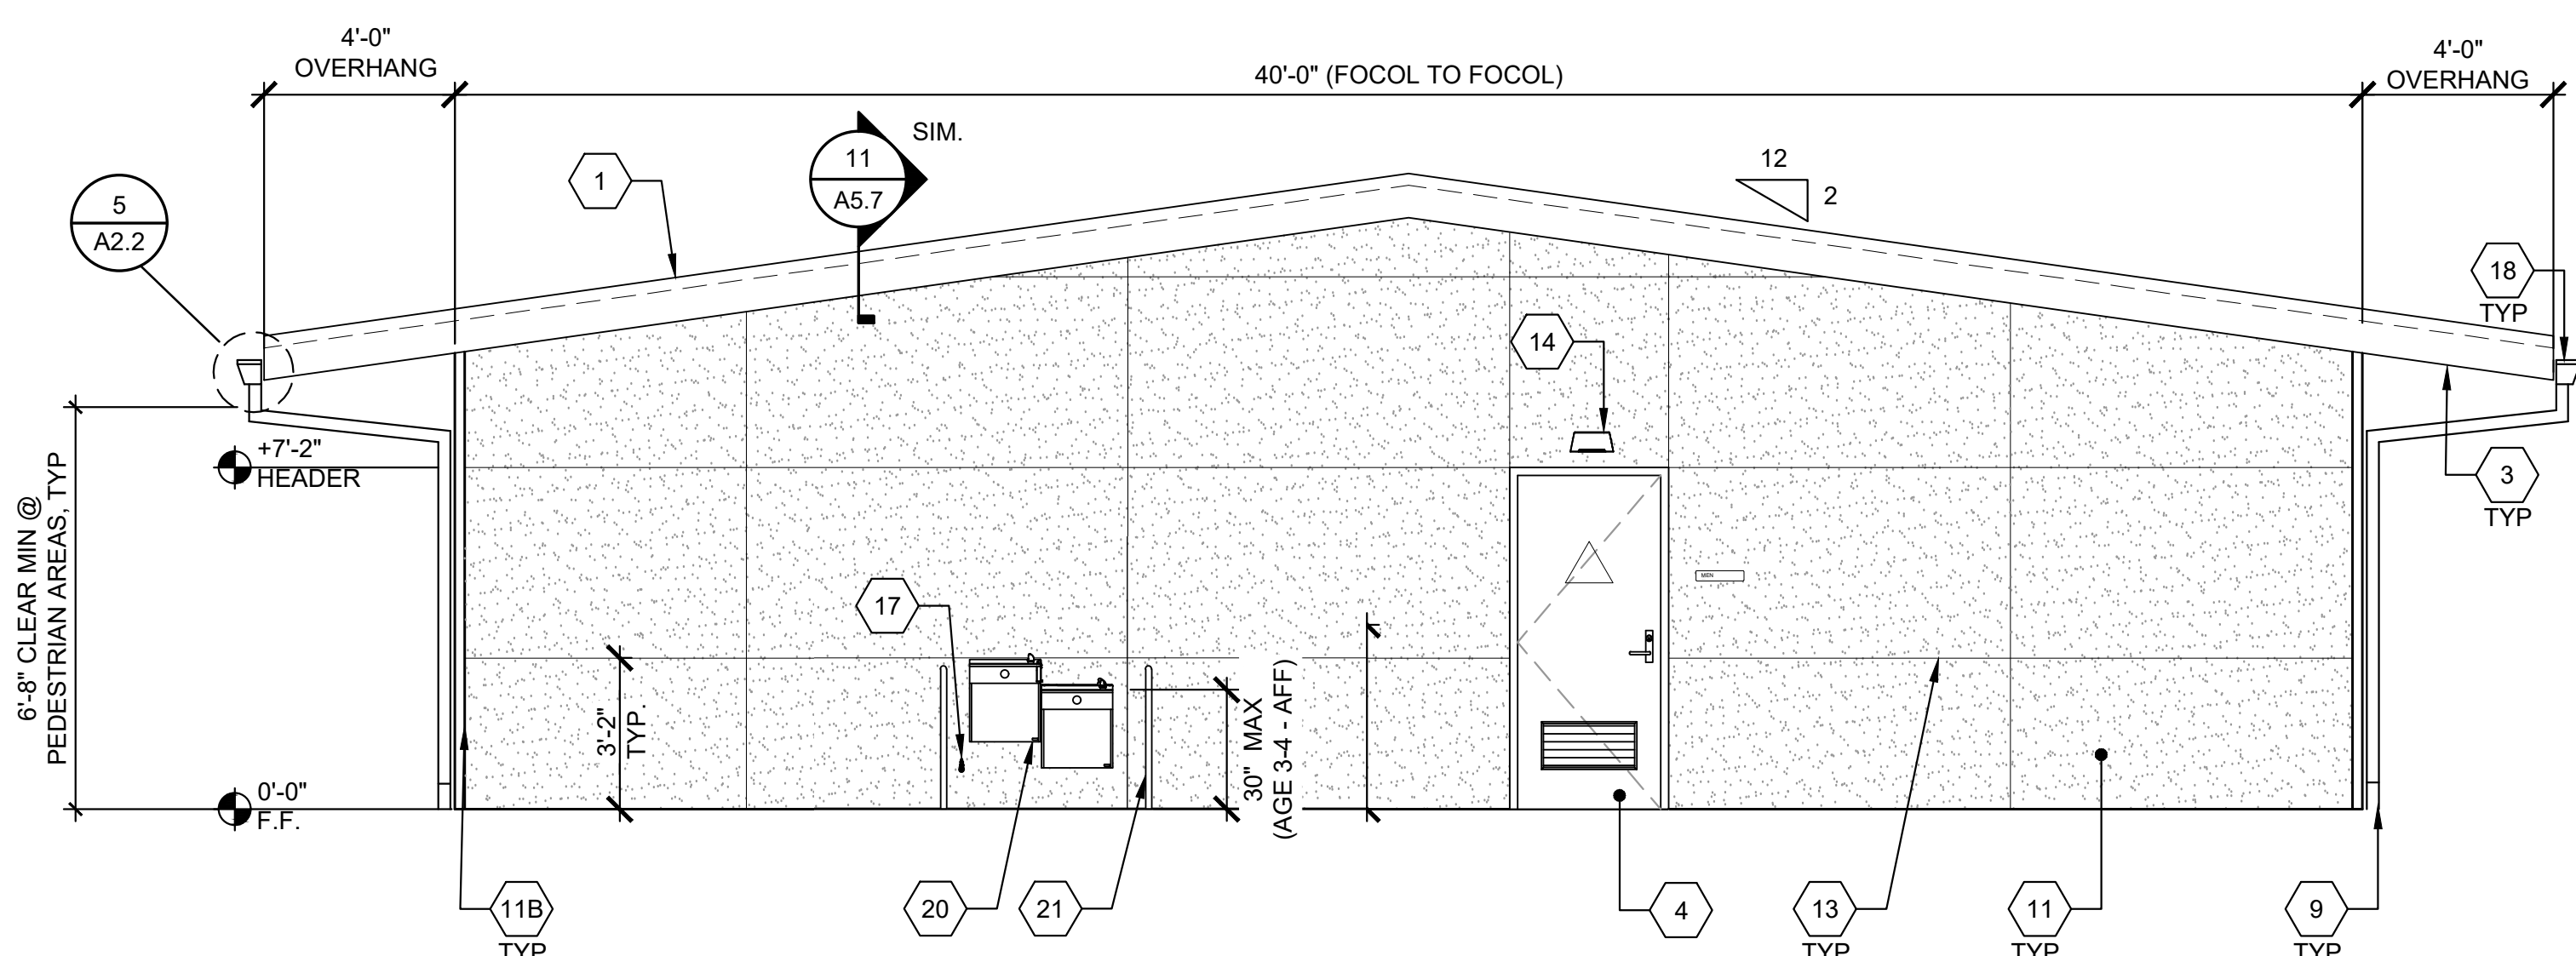 4'-0"
OVERHANG
40'-0" (FOCOL TO FOCOL)
4'-0"
OVERHANG
11
A5.7
SIM.
1
12
2
5
A2.2
18
TYP
14
+7'-2"
HEADER
3
TYP
6'-8" CLEAR MIN @
PEDESTRIAN AREAS, TYP
MEN
17
3'-2"
TYP.
30" MAX
(AGE 3-4 - AFF)
0'-0"
F.F.
11B
TYP
20
21
4
13
TYP
11
TYP
9
TYP